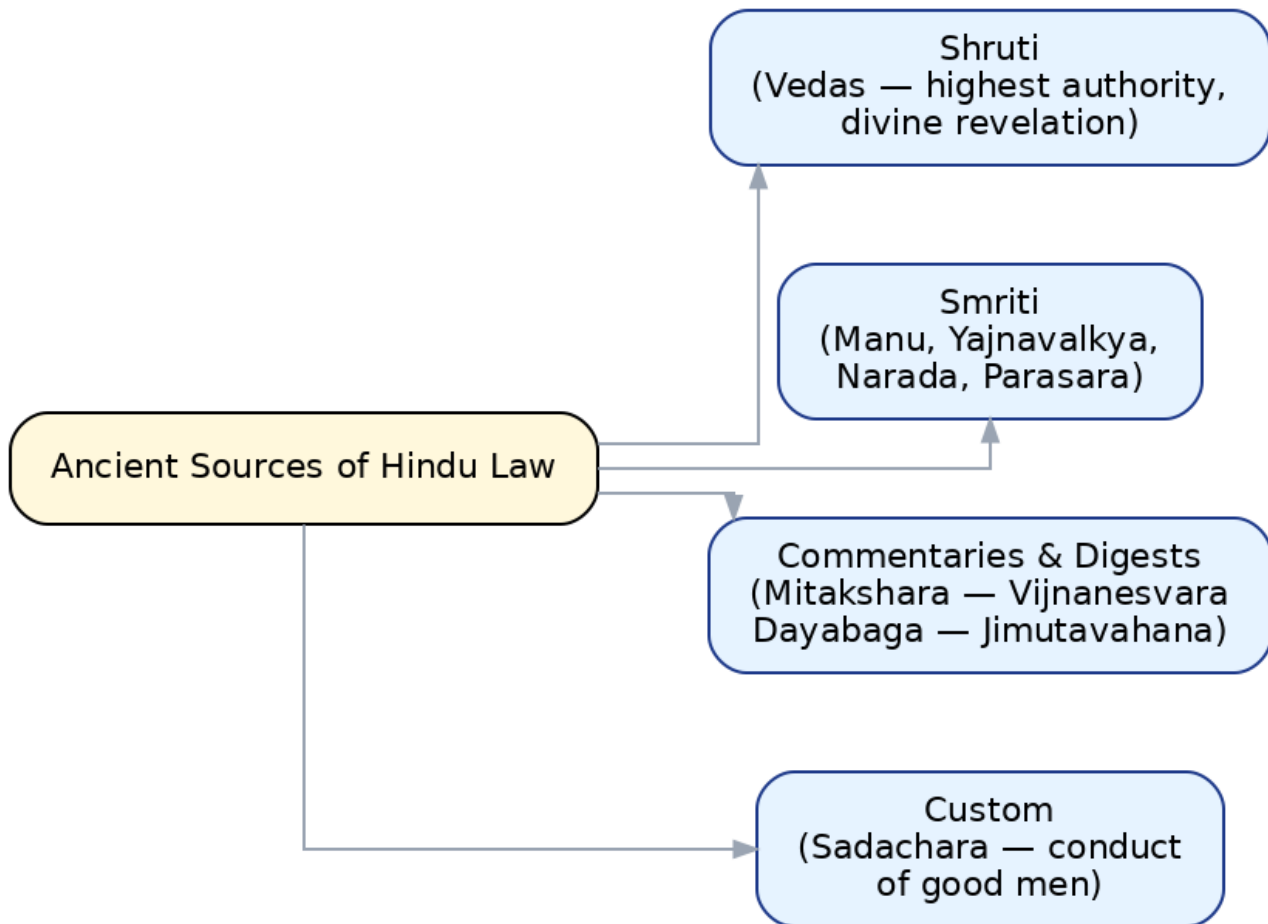 Shruti
(Vedas — highest authority,
divine revelation)
Smriti
(Manu, Yajnavalkya,
Narada, Parasara)
Ancient Sources of Hindu Law
Commentaries & Digests
(Mitakshara — Vijnanesvara
Dayabaga — Jimutavahana)
Custom
(Sadachara — conduct
of good men)